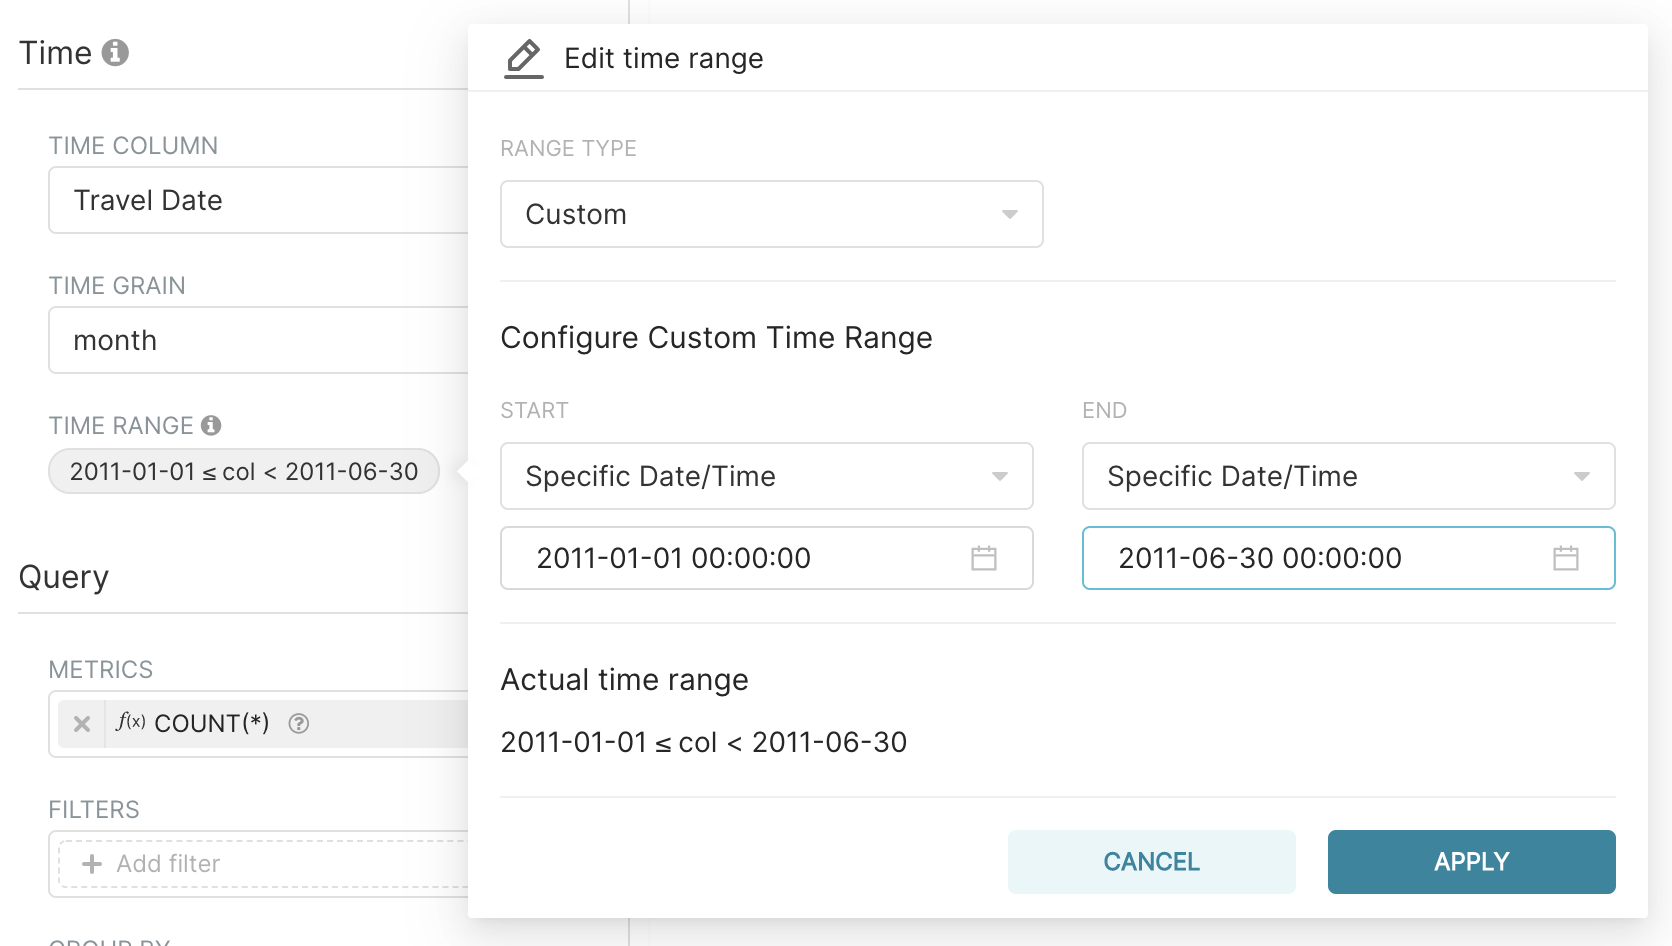 Time
TIME COLUMN
Travel Date
TIME GRAIN
month
TIME RANGE
2011-01-01 ≤ col < 2011-06-30
Query
METRICS
f(x) COUNT(*)
FILTERS
+ Add filter
GROUP BY
Edit time range
RANGE TYPE
Custom
Configure Custom Time Range
START
END
Specific Date/Time
Specific Date/Time
2011-01-01 00:00:00
2011-06-30 00:00:00
Actual time range
2011-01-01 ≤ col < 2011-06-30
CANCEL
APPLY